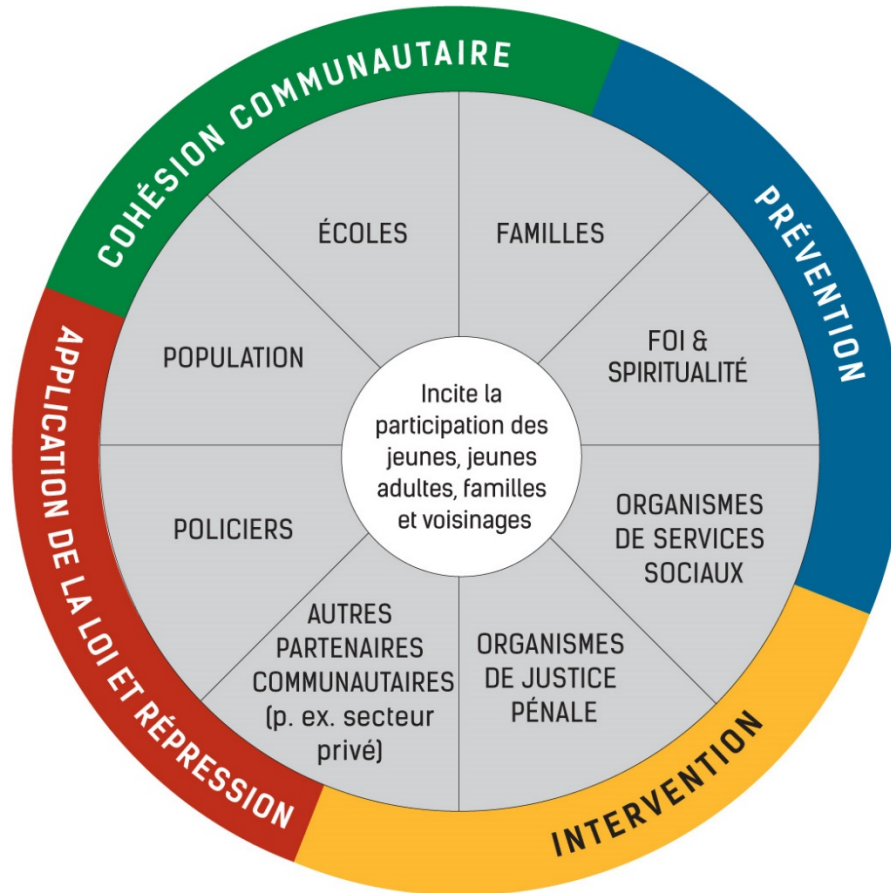 COHÉSION COMMUNAUTAIRE
PRÉVENTION
INTERVENTION
APPLICATION DE LA LOI ET RÉPRESSION
ÉCOLES
FAMILLES
FOI &
SPIRITUALITÉ
ORGANISMES
DE SERVICES
SOCIAUX
ORGANISMES
DE JUSTICE
PÉNALE
AUTRES
PARTENAIRES
COMMUNAUTAIRES
(p. ex. secteur
privé)
POLICIERS
POPULATION
Incite la
participation des
jeunes, jeunes
adultes, familles
et voisinages